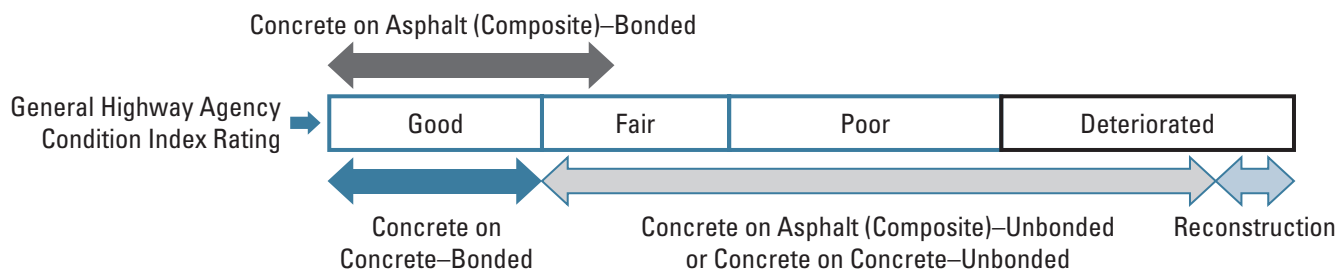 Concrete on Asphalt (Composite)–Bonded
General Highway Agency
Condition Index Rating
Good
Fair
Poor
Deteriorated
Concrete on
Concrete–Bonded
Concrete on Asphalt (Composite)–Unbonded
or Concrete on Concrete–Unbonded
Reconstruction